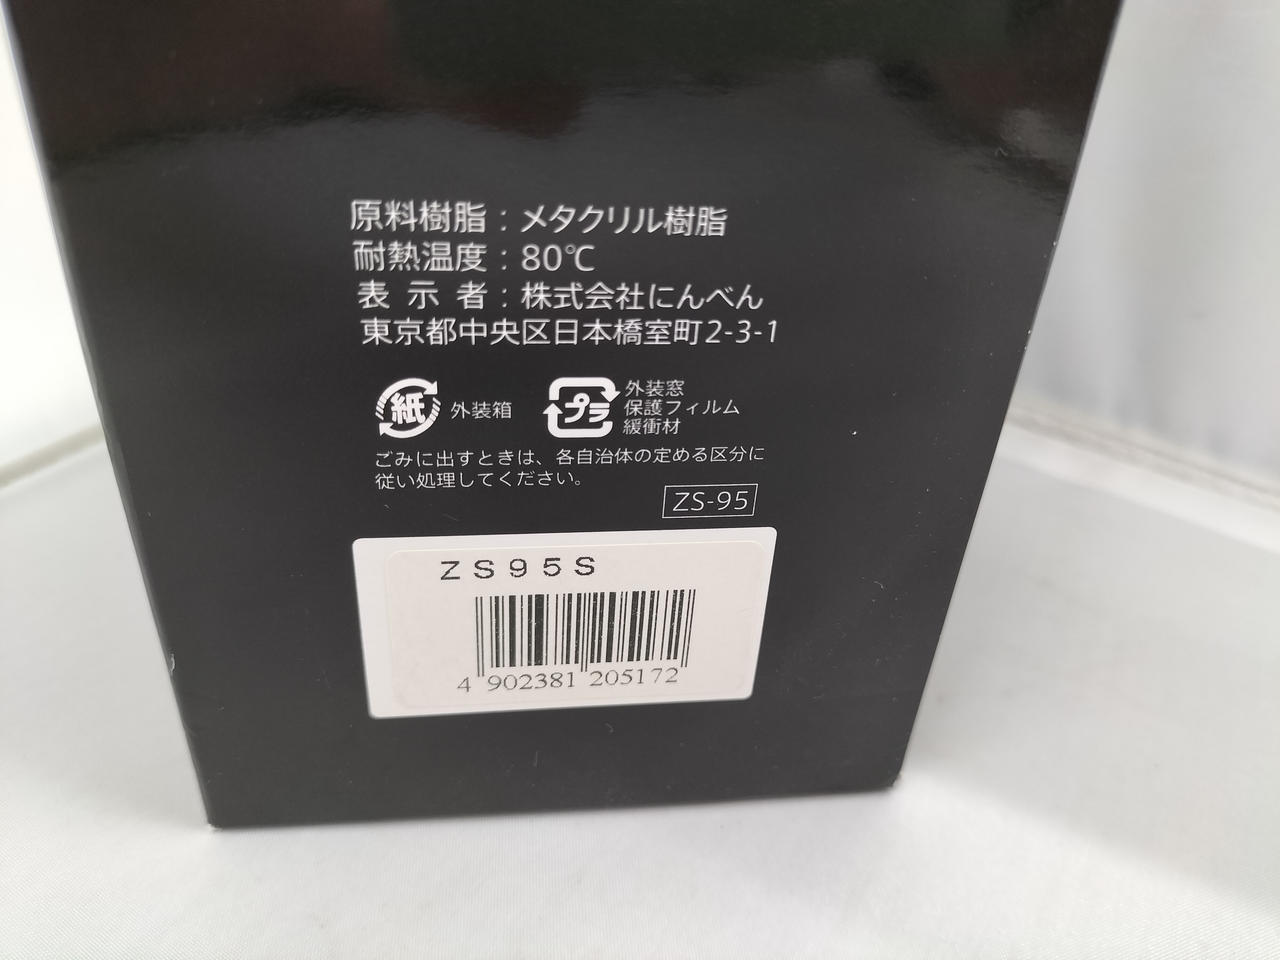 原料樹脂：メタクリル樹脂
耐熱温度：80℃
表示者：株式会社にんべん
東京都中央区日本橋室町2-3-1
紙 外装箱
プラ 外装窓
保護フィルム
緩衝材
ごみに出すときは、各自治体の定める区分に
従い処理してください。
ZS-95
ZS95S
4 902381 205172